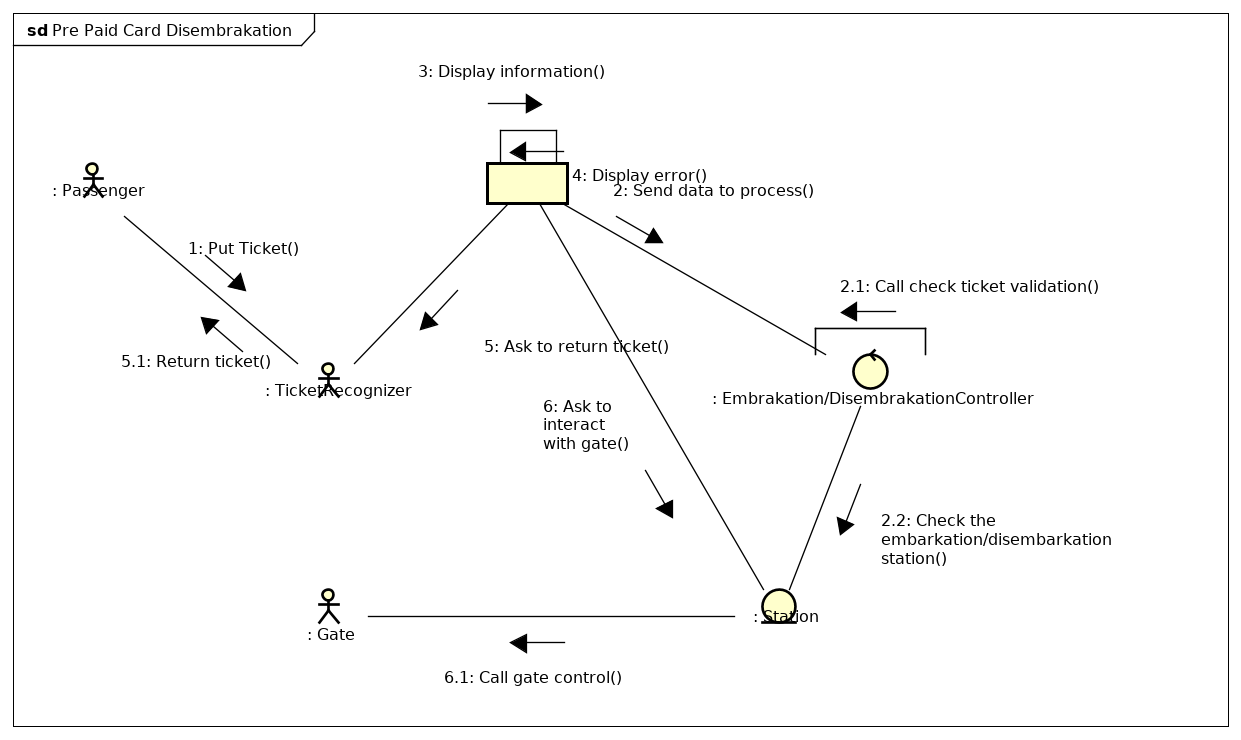 sd Pre Paid Card Disembrakation
3: Display information()
4: Display error()
: Passenger
2: Send data to process()
1: Put Ticket()
2.1: Call check ticket validation()
5: Ask to return ticket()
5.1: Return ticket()
: TicketRecognizer
: Embrakation/DisembrakationController
6: Ask to
interact
with gate()
2.2: Check the
embarkation/disembarkation
station()
: Station
: Gate
6.1: Call gate control()